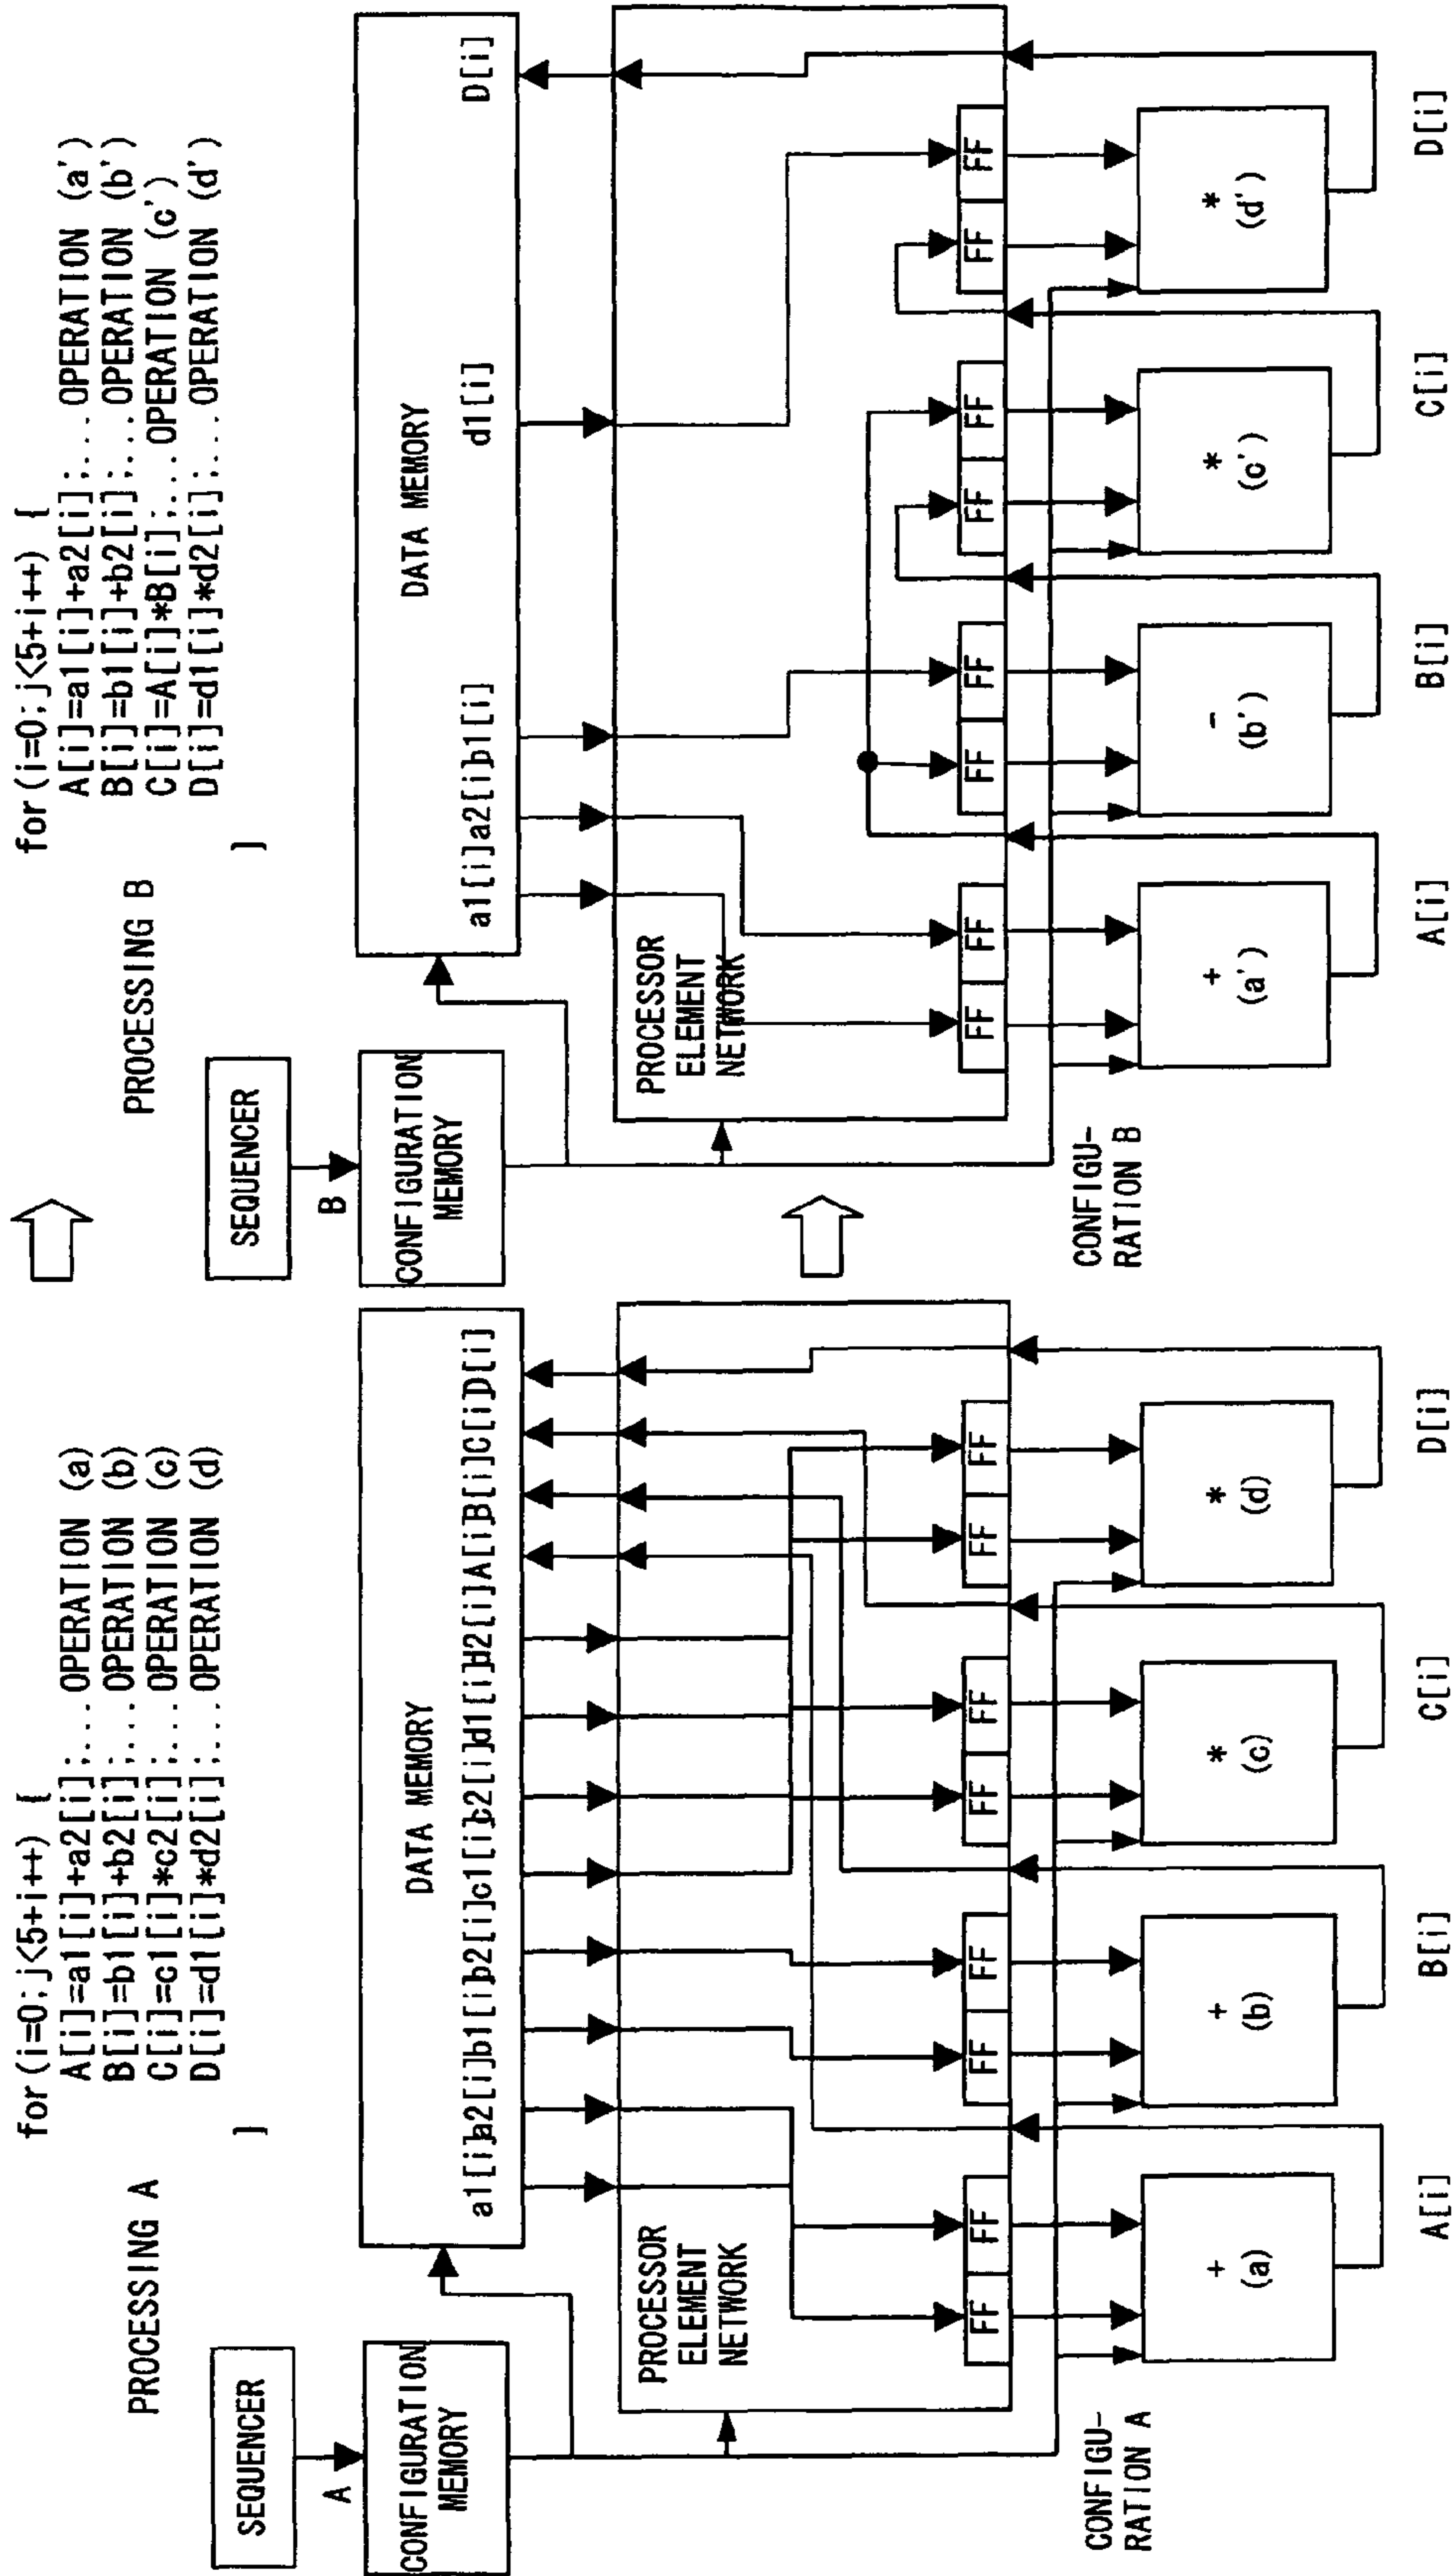 for(i=0;j<5+i++) {
A[i]=a1[i]+a2[i];...OPERATION (a)
B[i]=b1[i]+b2[i];...OPERATION (b)
C[i]=c1[i]*c2[i];...OPERATION (c)
D[i]=d1[i]*d2[i];...OPERATION (d)
}
PROCESSING A
SEQUENCER
A
CONFIGURATION
MEMORY
DATA MEMORY
a1[i]a2[i]b1[i]b2[i]c1[i]c2[i]d1[i]d2[i]A[i]B[i]C[i]D[i]
PROCESSOR
ELEMENT
NETWORK
FF FF FF FF FF FF FF FF
CONFIGU-
RATION A
+
(a)
+
(b)
*
(c)
*
(d)
A[i] B[i] C[i] D[i]
for(i=0;j<5+i++) {
A[i]=a1[i]+a2[i];...OPERATION (a')
B[i]=b1[i]+b2[i];...OPERATION (b')
C[i]=A[i]*B[i];...OPERATION (c')
D[i]=d1[i]*d2[i];...OPERATION (d')
}
PROCESSING B
SEQUENCER
B
CONFIGURATION
MEMORY
DATA MEMORY
a1[i]a2[i]b1[i] d1[i] D[i]
PROCESSOR
ELEMENT
NETWORK
FF FF FF FF FF FF FF FF
CONFIGU-
RATION B
+
(a')
-
(b')
*
(c')
*
(d')
A[i] B[i] C[i] D[i]